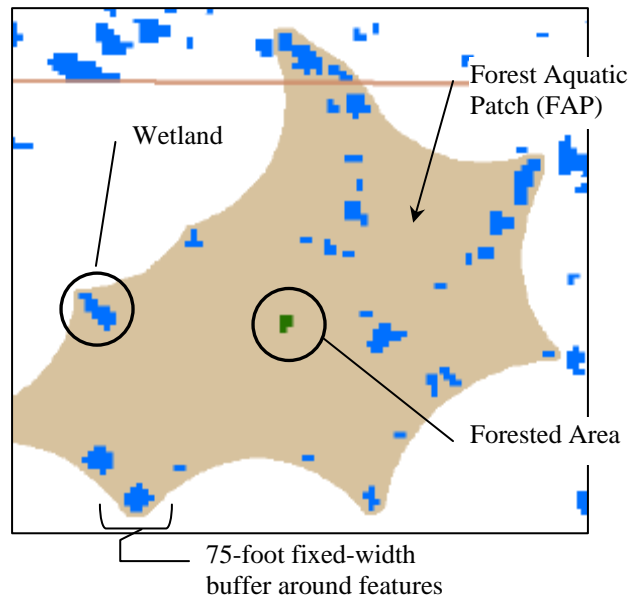 Forest Aquatic
Patch (FAP)
Wetland
Forested Area
75-foot fixed-width
buffer around features